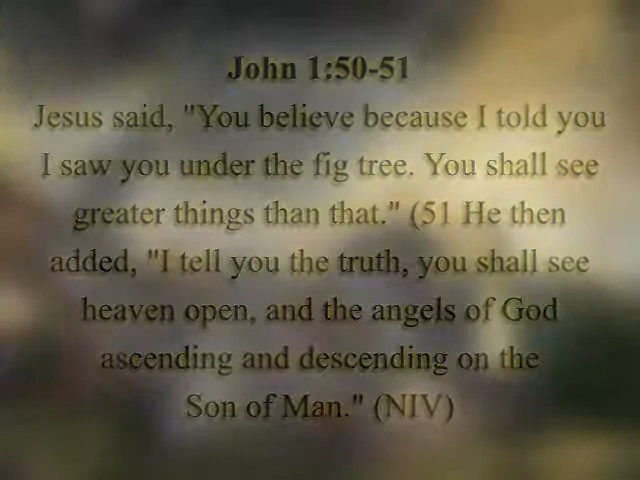 John 1:50-51
Jesus said, "You believe because I told you
I saw you under the fig tree. You shall see
greater things than that." (51 He then
added, "I tell you the truth, you shall see
heaven open, and the angels of God
ascending and descending on the
Son of Man." (NIV)